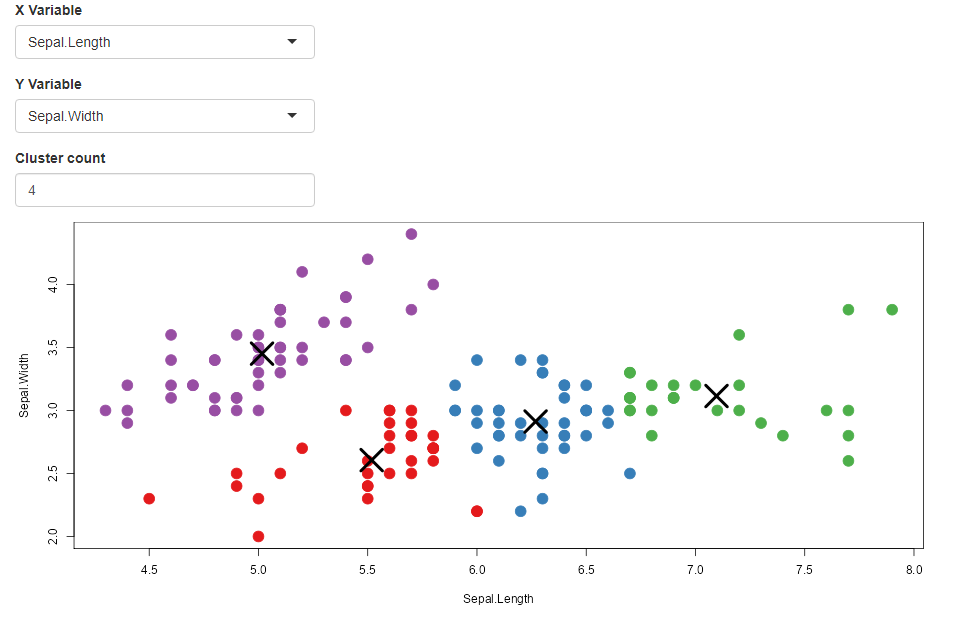 X Variable
Sepal.Length
Y Variable
Sepal.Width
Cluster count
4
Sepal.Width
4.0
3.5
3.0
2.5
2.0
4.5 5.0 5.5 6.0 6.5 7.0 7.5 8.0
Sepal.Length